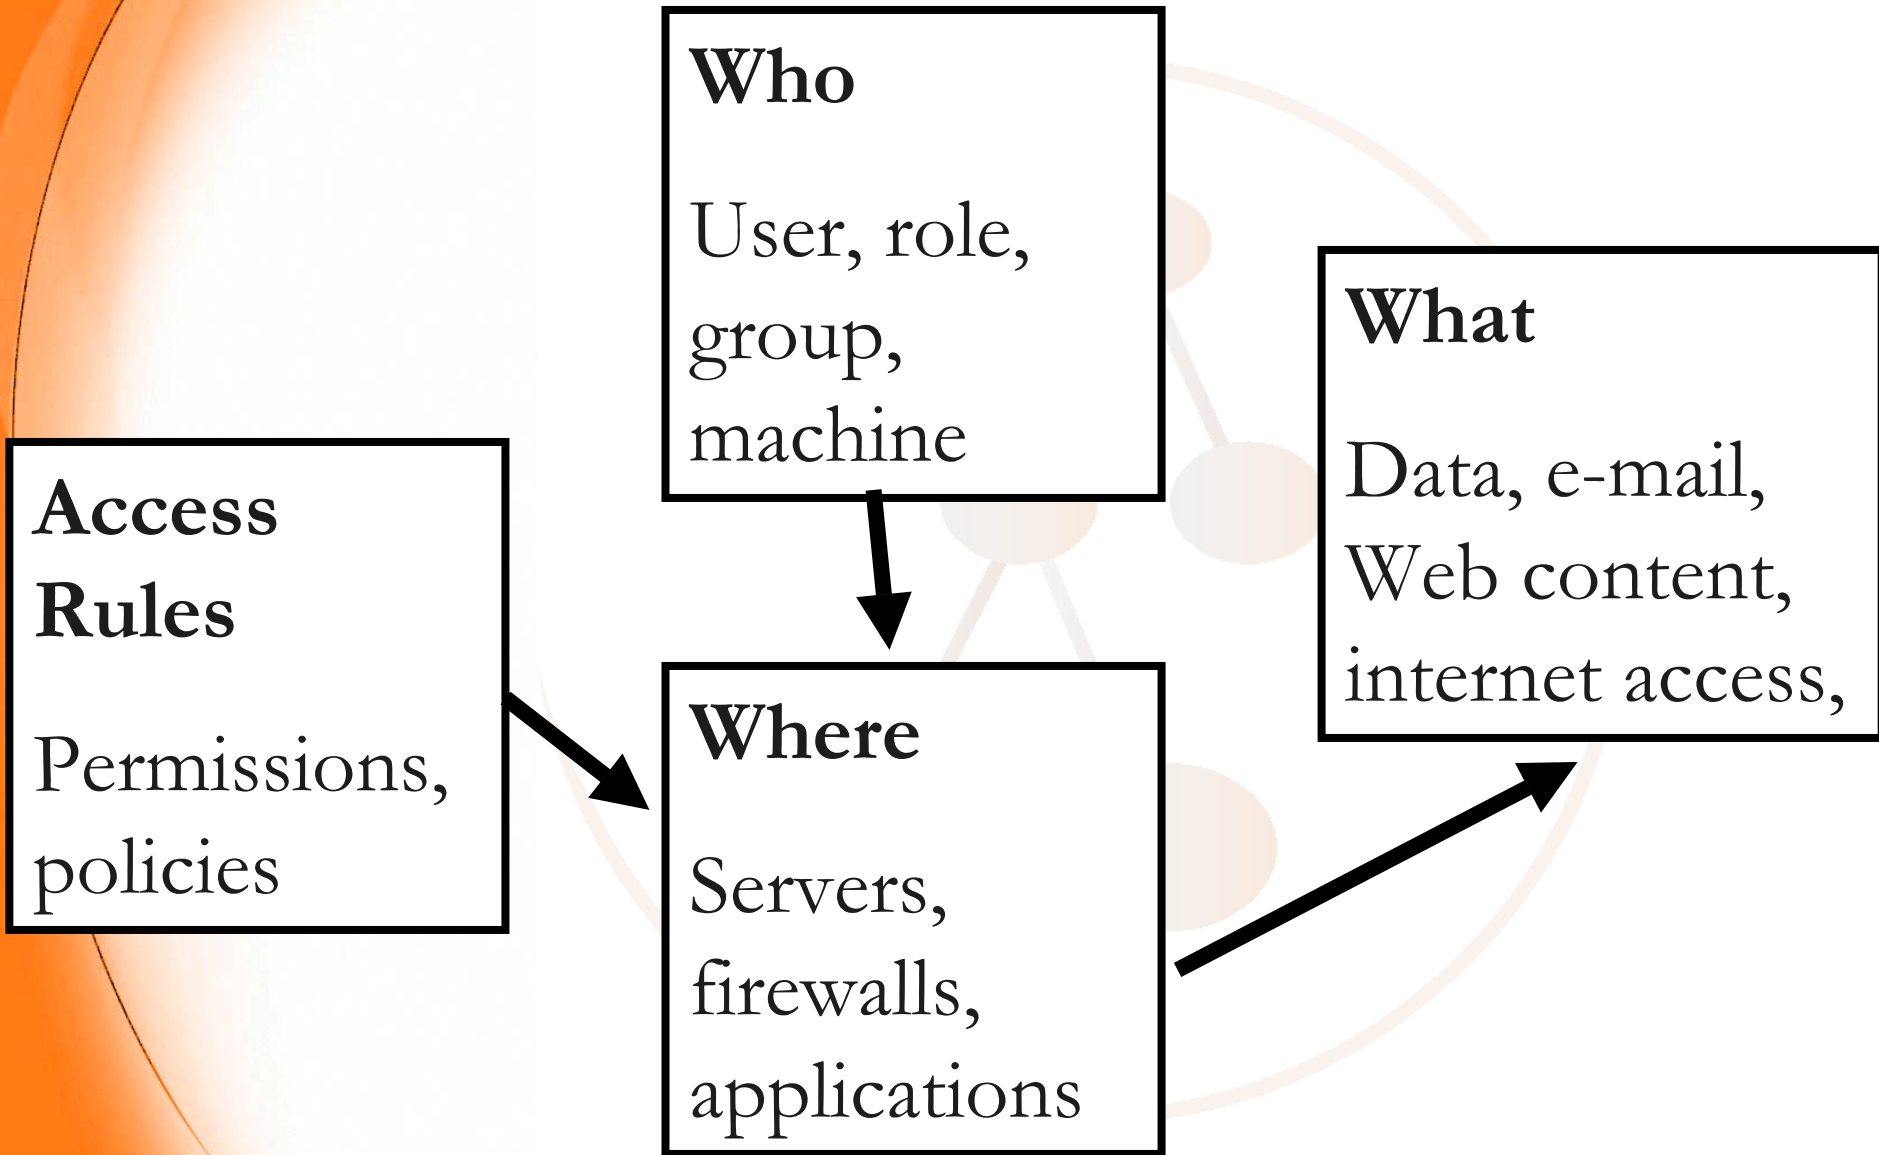 Who
User, role,
group,
machine
What
Data, e-mail,
Web content,
internet access,
Access
Rules
Permissions,
policies
Where
Servers,
firewalls,
applications